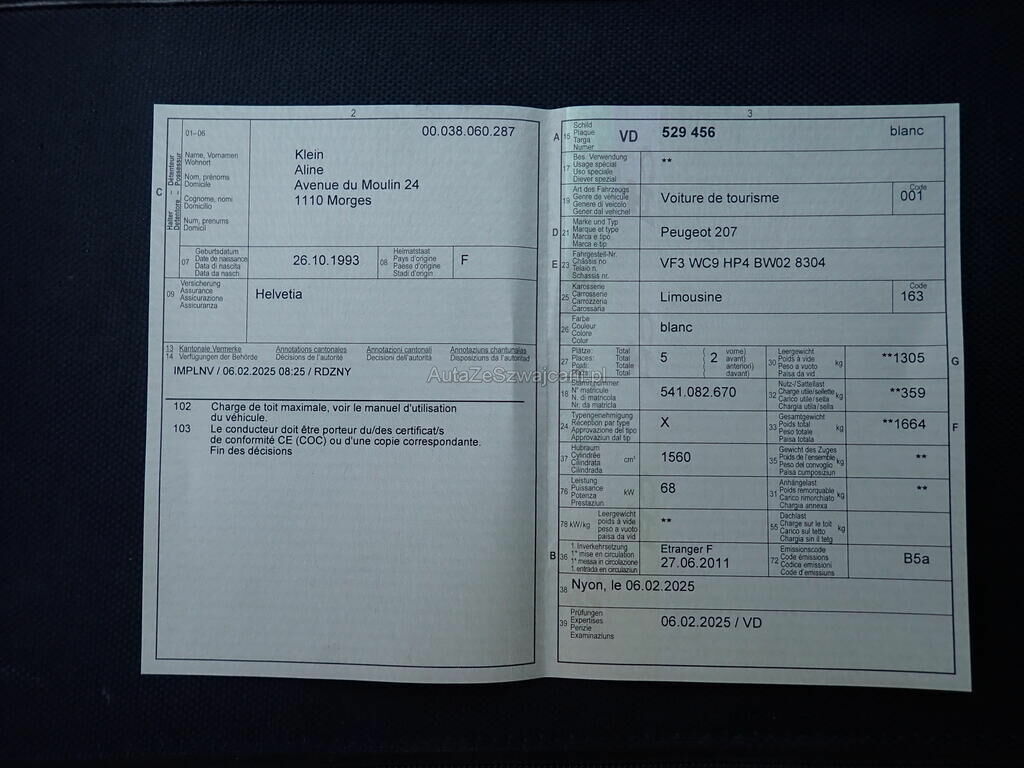 2
01–06
00.038.060.287
C
Halter – Détenteur
Detentore – Possessur
Name, Vornamen
Wohnort
Nom, prénoms
Domicile
Cognome, nomi
Domicilio
Num, prenums
Domicil
Klein
Aline
Avenue du Moulin 24
1110 Morges
07
Geburtsdatum
Date de naissance
Data di nascita
Data da nasch.
26.10.1993
08
Heimatstaat
Pays d'origine
Paese d'origine
Stadi d'origin
F
09
Versicherung
Assurance
Assicurazione
Assicuranza
Helvetia
13 Kantonale Vermerke Annotations cantonales Annotazioni cantonali Annotaziuns chantunalas
14 Verfügungen der Behörde Décisions de l'autorité Decisioni dell'autorità Disposiziuns da l'autoritad
IMPLNV / 06.02.2025 08:25 / RDZNY
102 Charge de toit maximale, voir le manuel d'utilisation
du véhicule.
103 Le conducteur doit être porteur du/des certificat/s
de conformité CE (COC) ou d'une copie correspondante.
Fin des décisions
AutaZeSzwajcarii.pl
3
A 15
Schild
Plaque
Targa
Numer
VD 529 456 blanc
17
Bes. Verwendung
Usage spécial
Uso speciale
Diever spezial
**
19
Art des Fahrzeugs
Genre de véhicule
Genere di veicolo
Gener dal vehichel
Voiture de tourisme
Code
001
D 21
Marke und Typ
Marque et type
Marca e tipo
Marca e tip
Peugeot 207
E 23
Fahrgestell-Nr.
Châssis no
Telaio n.
Schassis nr.
VF3 WC9 HP4 BW02 8304
25
Karosserie
Carrosserie
Carrozzeria
Carossaria
Limousine
Code
163
26
Farbe
Couleur
Colore
Color
blanc
27
Plätze: Total
Places: Total
Posti: Totale
Total
5
2
vorne)
avant)
anteriori)
davant)
30
Leergewicht
Poids à vide
Peso a vuoto
Paisa da vid
kg
**1305
G
18
Stammnummer
N° matricule
N. di matricola
Nr. da matricla
541.082.670
32
Nutz-/Sattellast
Charge utile/sellette
Carico utile/sella
Chargia utila/sella
kg
**359
24
Typengenehmigung
Réception par type
Approvazione del tipo
Approvaziun dal tip
X
33
Gesamtgewicht
Poids total
Peso totale
Paisa totala
kg
**1664
F
37
Hubraum
Cylindrée
Cilindrata
Cilindrada
cm³
1560
35
Gewicht des Zuges
Poids de l'ensemble
Peso del convoglio
Paisa cumposiziun
kg
**
76
Leistung
Puissance
Potenza
Prestaziun
kW
68
31
Anhängelast
Poids remorquable
Carico rimorchiato
Chargia annexa
kg
**
78 kW/kg
Leergewicht
poids à vide
peso a vuoto
paisa da vid
**
55
Dachlast
Charge sur le toit
Carico sul tetto
Chargia sin il tetg
kg
B 36
1. Inverkehrsetzung
1re mise en circulation
1a messa in circolazione
1. entrada en circulaziun
Etranger F
27.06.2011
72
Emissionscode
Code émissions
Codice emissioni
Code d'emissiuns
B5a
38 Nyon, le 06.02.2025
39
Prüfungen
Expertises
Perizie
Examinaziuns
06.02.2025 / VD